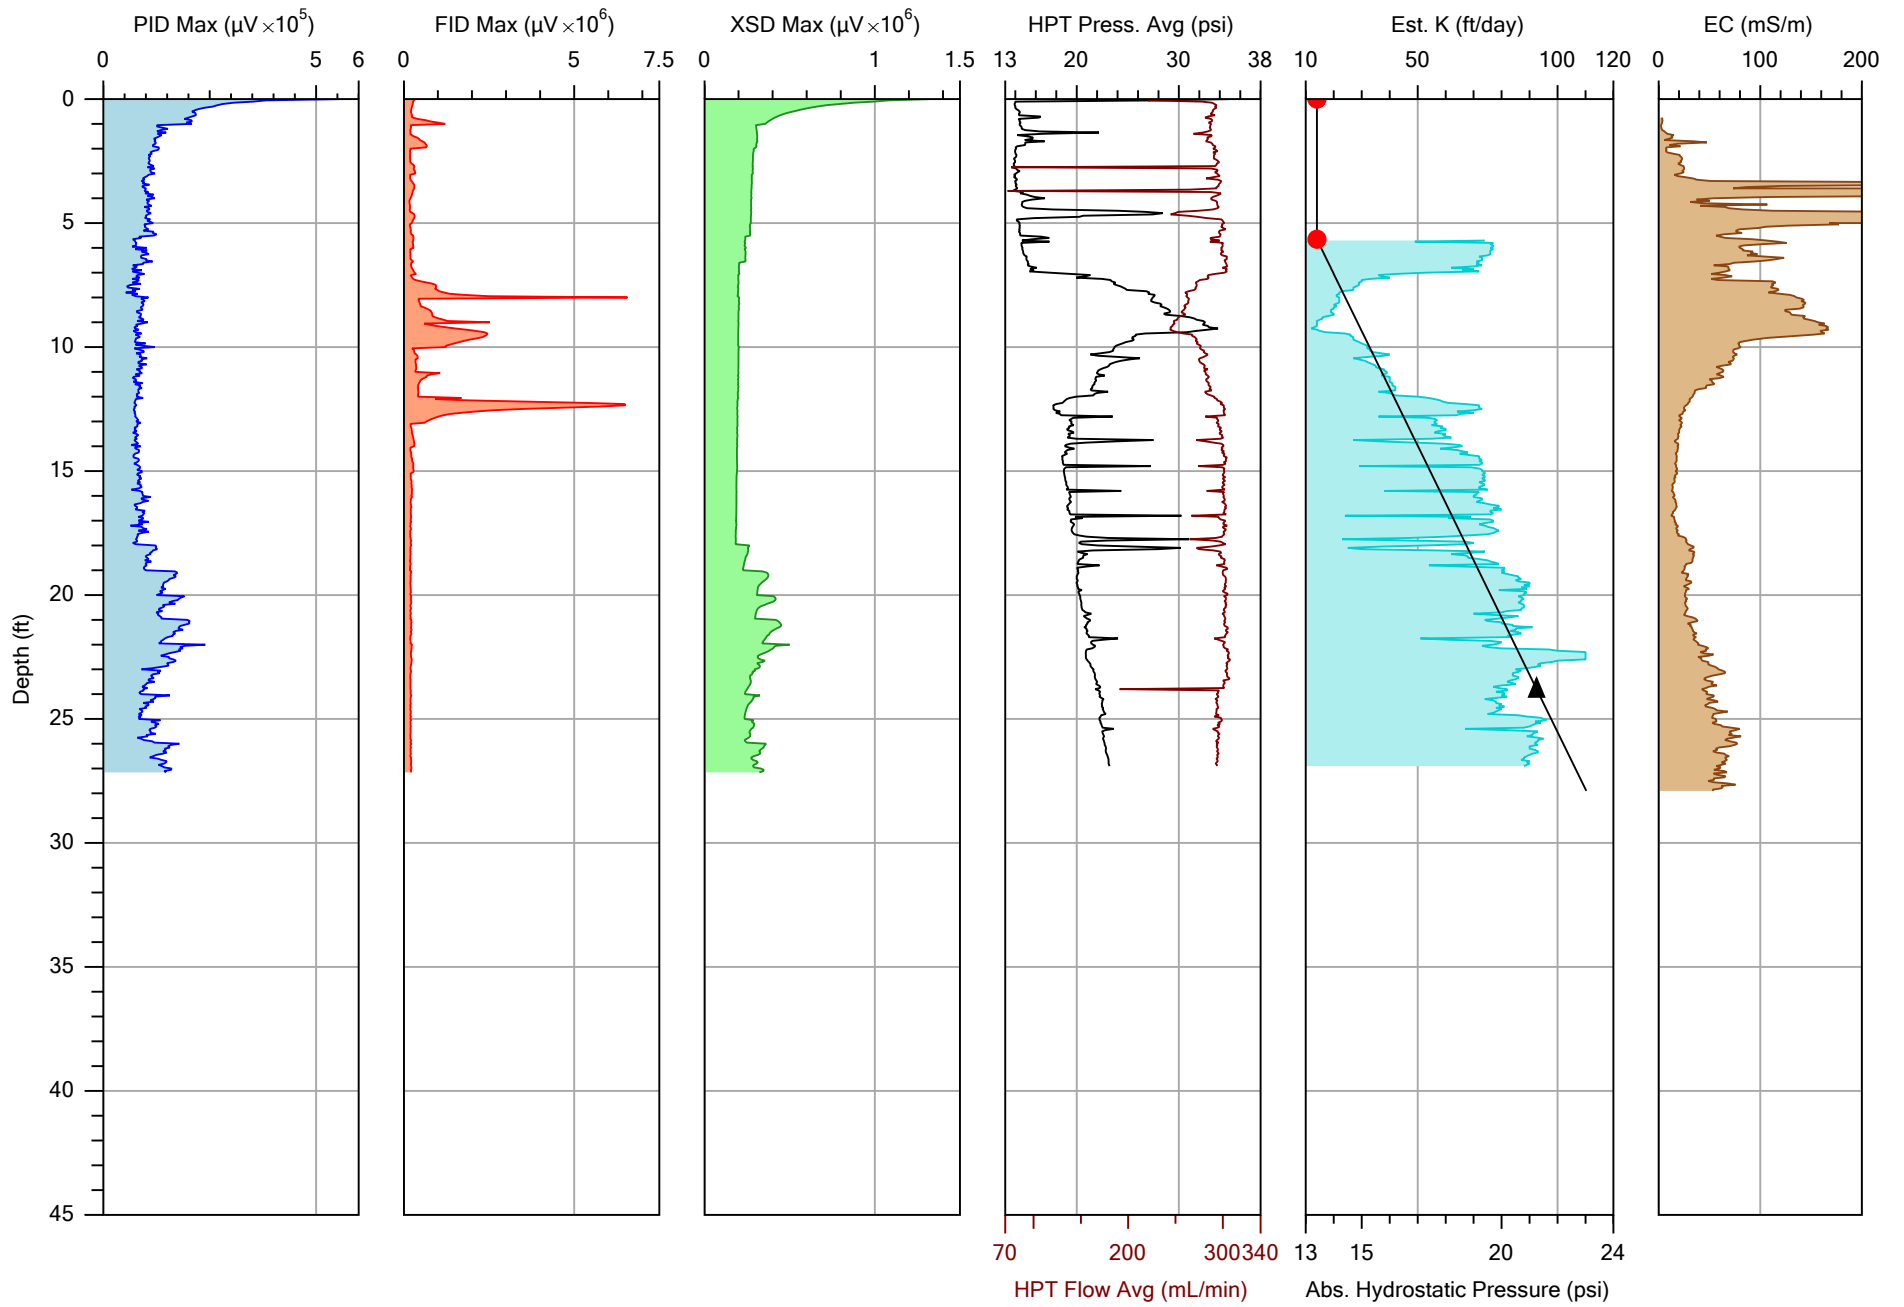 PID Max (µV ×10⁵) FID Max (µV ×10⁶) XSD Max (µV ×10⁶) HPT Press. Avg (psi) Est. K (ft/day) EC (mS/m)
0 5 6 0 5 7.5 0 1 1.5 13 20 30 38 10 50 100 120 0 100 200
0
5
10
15
20
Depth (ft)
25
30
35
40
45
70 200 300 340 13 15 20 24
HPT Flow Avg (mL/min) Abs. Hydrostatic Pressure (psi)